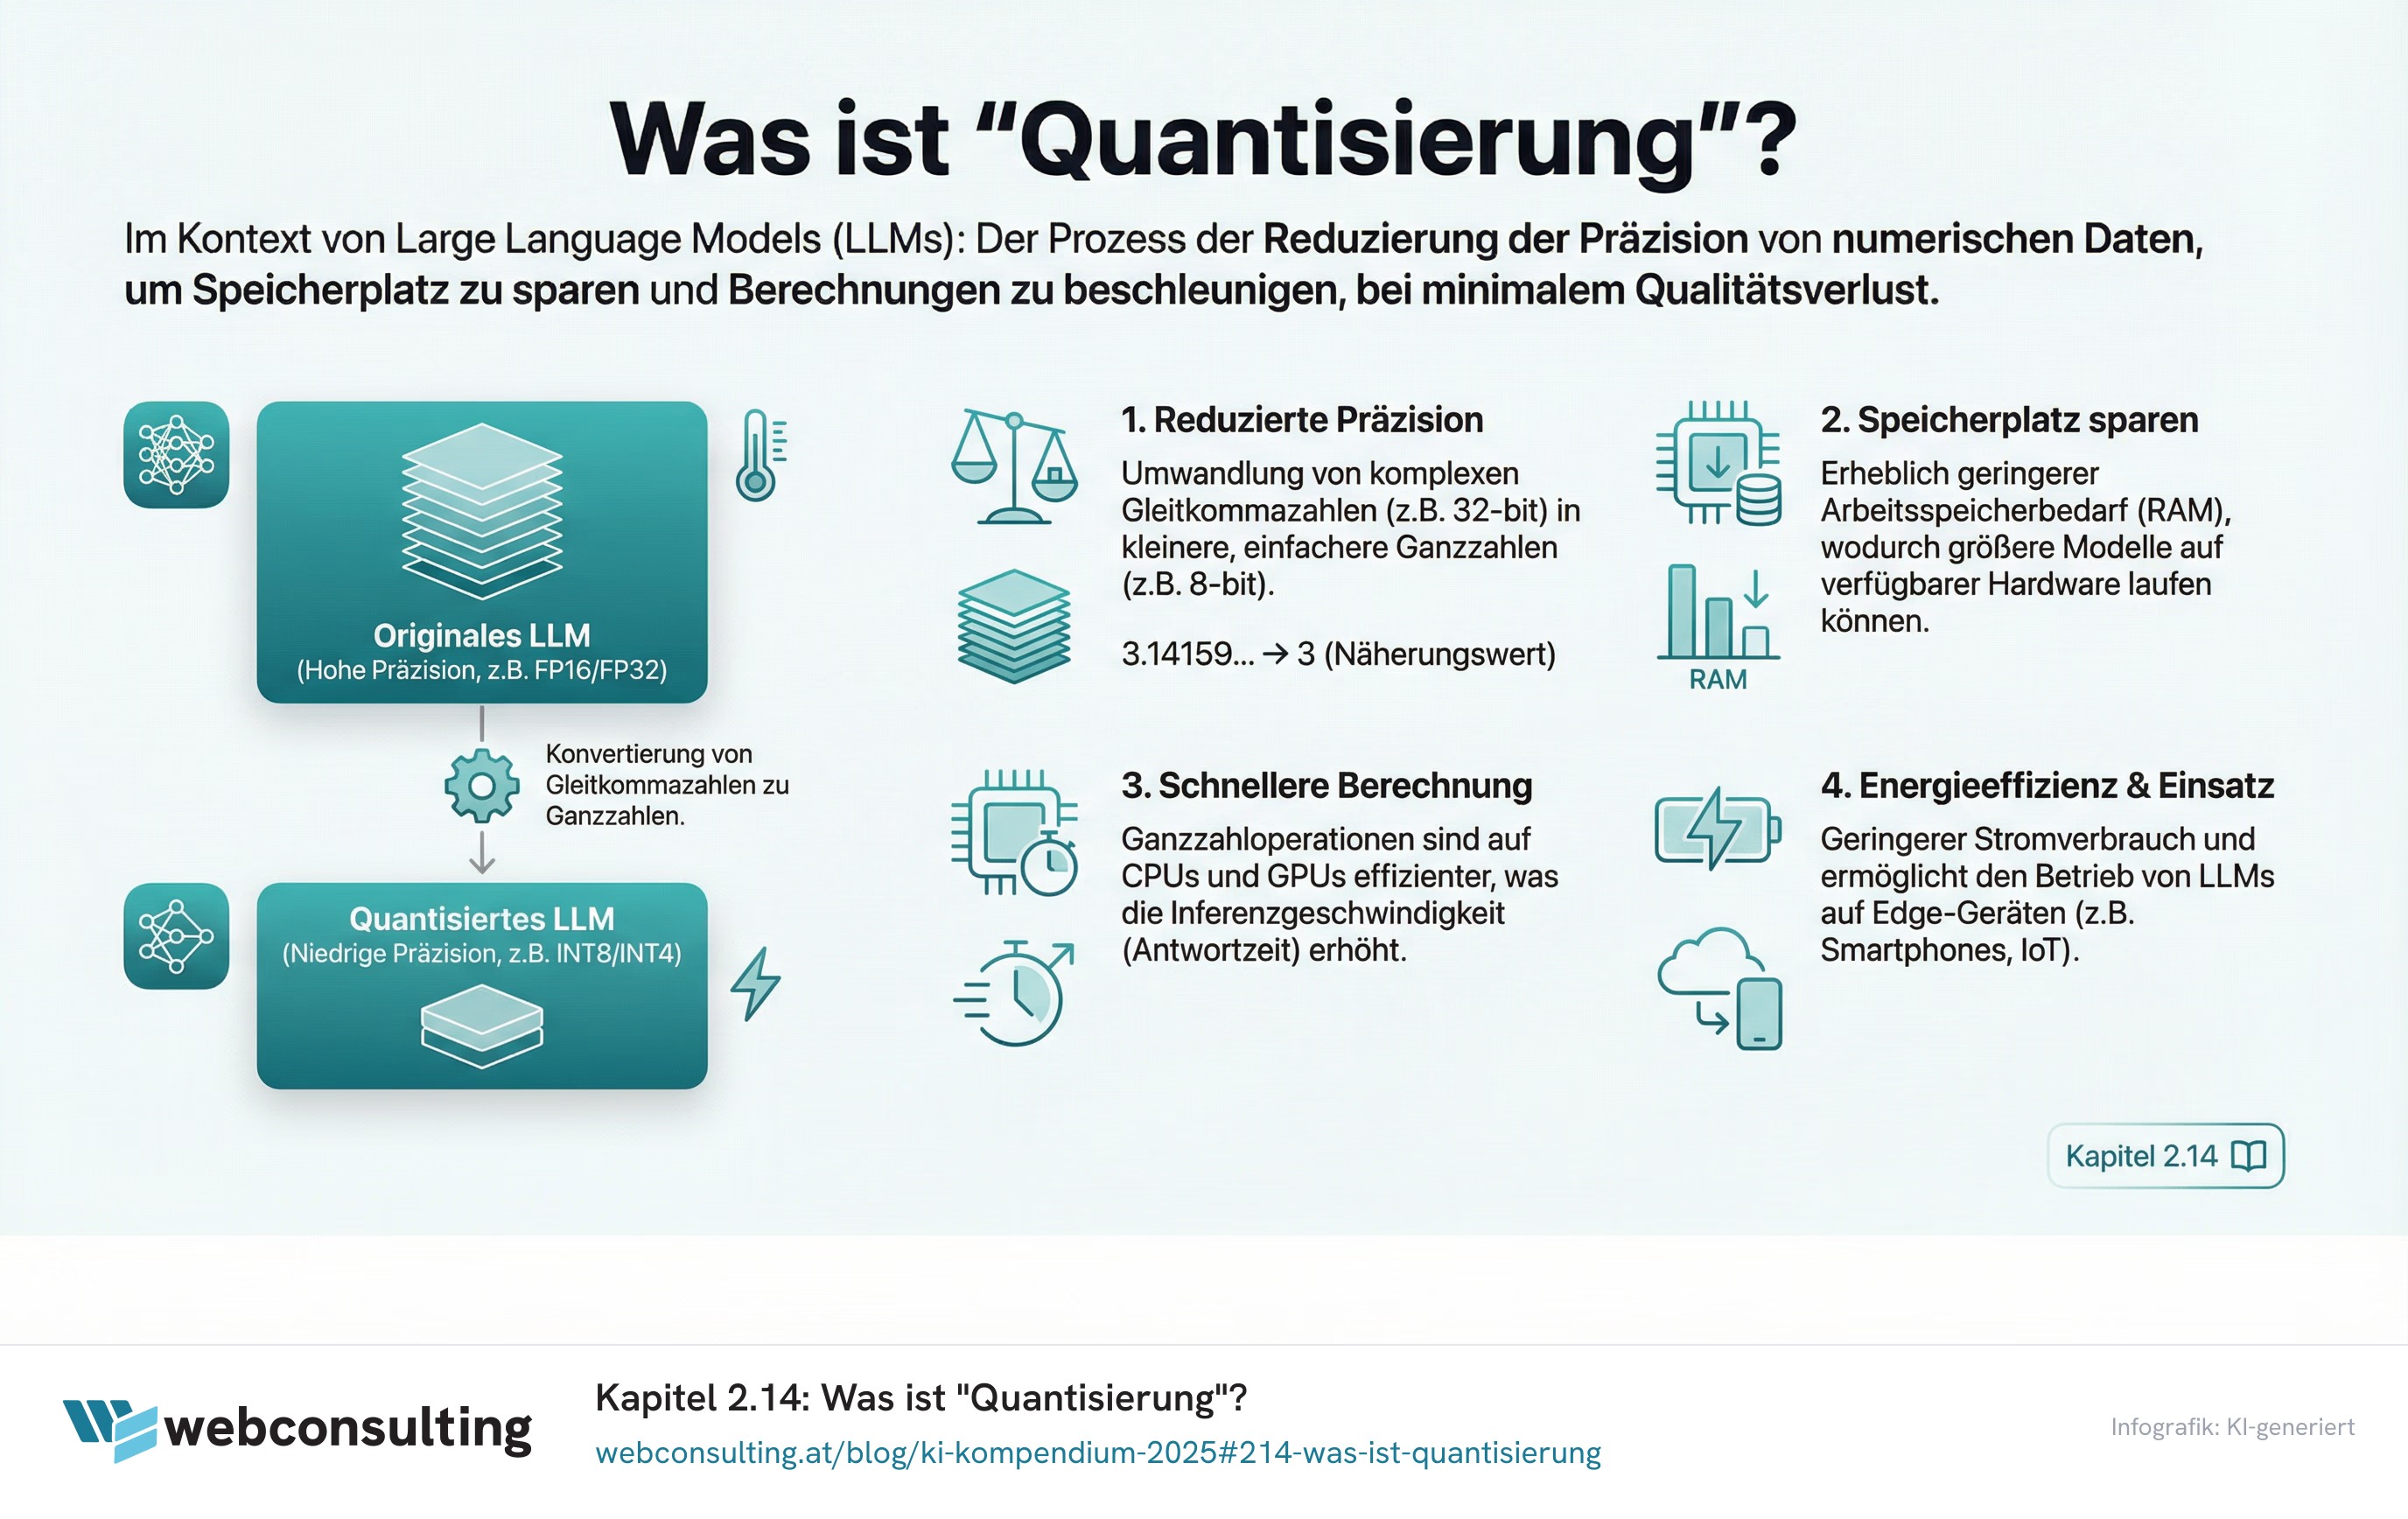 Was ist “Quantisierung”?
Im Kontext von Large Language Models (LLMs): Der Prozess der Reduzierung der Präzision von numerischen Daten,
um Speicherplatz zu sparen und Berechnungen zu beschleunigen, bei minimalem Qualitätsverlust.
Originales LLM
(Hohe Präzision, z.B. FP16/FP32)
Konvertierung von
Gleitkommazahlen zu
Ganzzahlen.
Quantisiertes LLM
(Niedrige Präzision, z.B. INT8/INT4)
1. Reduzierte Präzision
Umwandlung von komplexen
Gleitkommazahlen (z.B. 32-bit) in
kleinere, einfachere Ganzzahlen
(z.B. 8-bit).
3.14159... → 3 (Näherungswert)
2. Speicherplatz sparen
Erheblich geringerer
Arbeitsspeicherbedarf (RAM),
wodurch größere Modelle auf
verfügbarer Hardware laufen
können.
RAM
3. Schnellere Berechnung
Ganzzahloperationen sind auf
CPUs und GPUs effizienter, was
die Inferenzgeschwindigkeit
(Antwortzeit) erhöht.
4. Energieeffizienz & Einsatz
Geringerer Stromverbrauch und
ermöglicht den Betrieb von LLMs
auf Edge-Geräten (z.B.
Smartphones, IoT).
Kapitel 2.14
webconsulting
Kapitel 2.14: Was ist "Quantisierung"?
webconsulting.at/blog/ki-kompendium-2025#214-was-ist-quantisierung
Infografik: KI-generiert